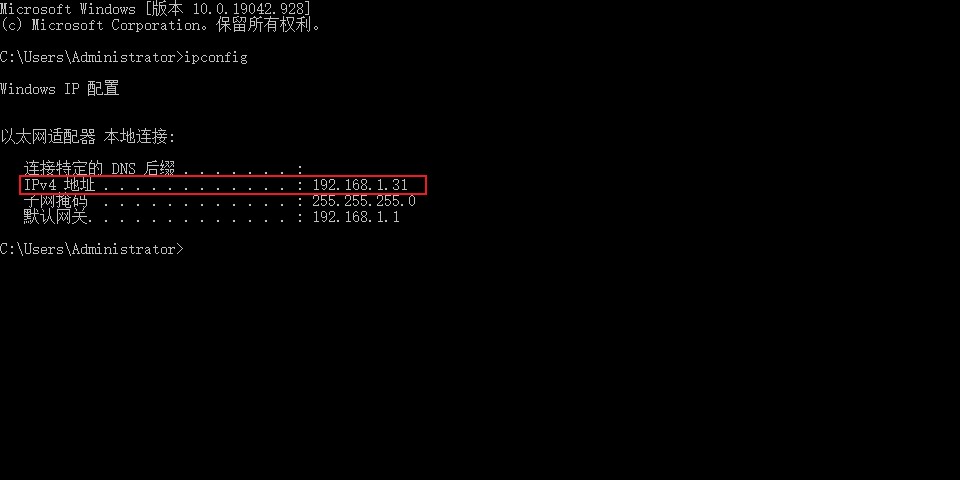 Microsoft Windows [版本 10.0.19042.928]
(c) Microsoft Corporation。保留所有权利。
C:\Users\Administrator>ipconfig
Windows IP 配置
以太网适配器 本地连接:
连接特定的 DNS 后缀 . . . . . . . :
IPv4 地址 . . . . . . . . . . . . : 192.168.1.31
子网掩码 . . . . . . . . . . . . : 255.255.255.0
默认网关. . . . . . . . . . . . . : 192.168.1.1
C:\Users\Administrator>